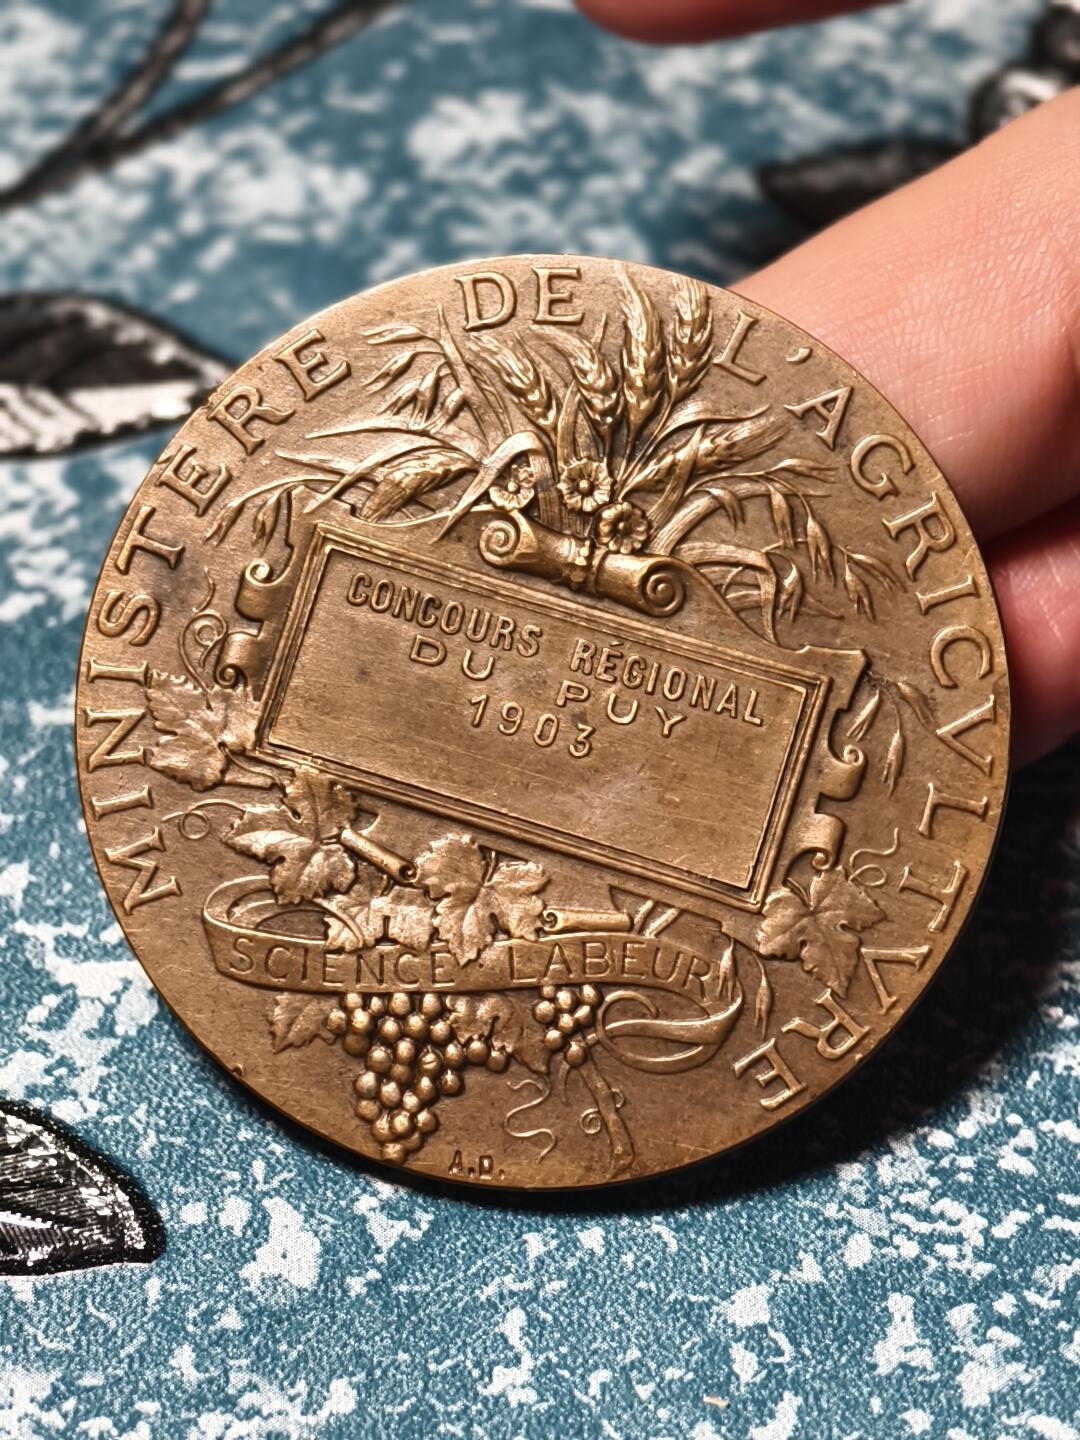 MINISTERE DE L'AGRICVLTVRE
CONCOURS RÉGIONAL
DU PUY
1903
SCIENCE LABEUR
A.D.